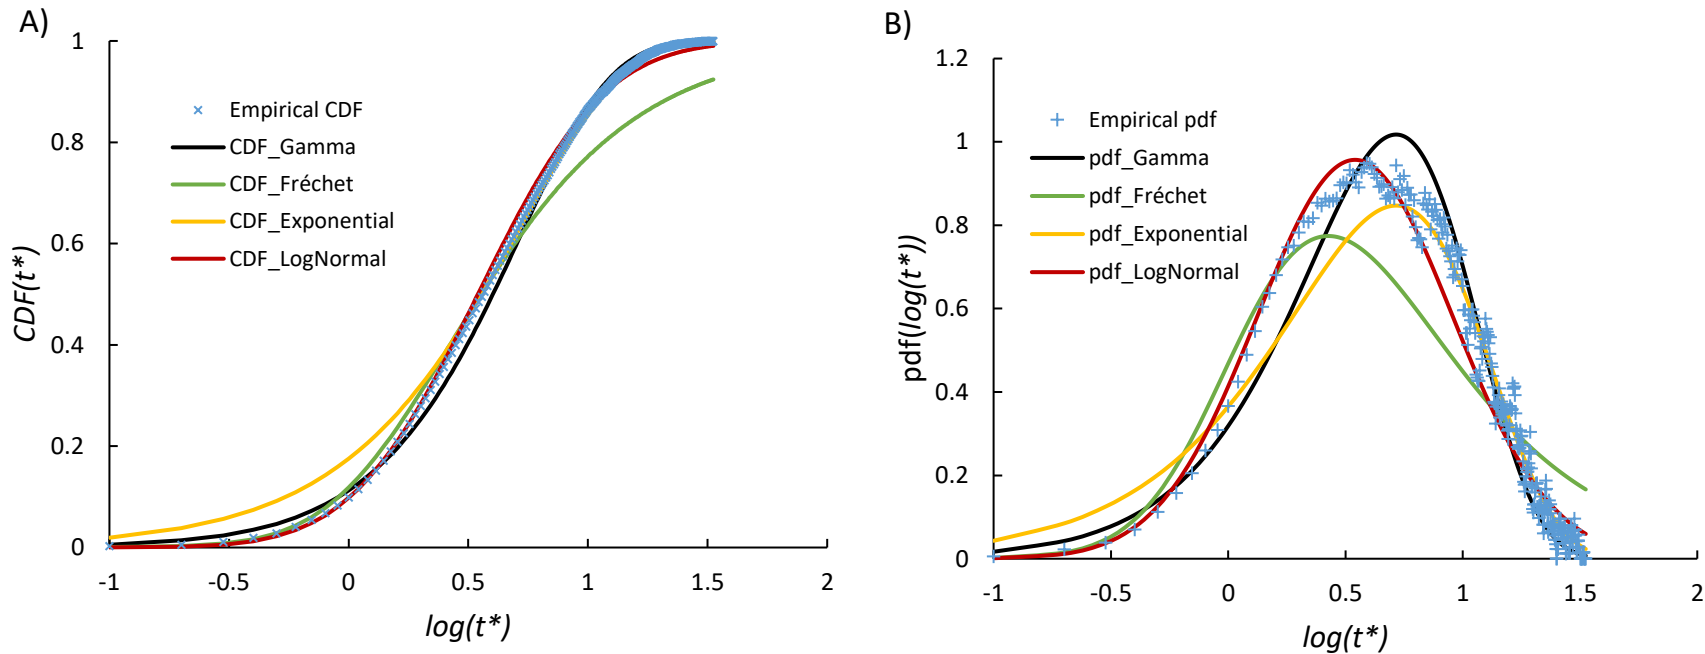 A)
CDF(t*)
1
0.8
0.6
0.4
0.2
0
-1
-0.5
0
0.5
1
1.5
2
log(t*)
Empirical CDF
CDF_Gamma
CDF_Fréchet
CDF_Exponential
CDF_LogNormal
B)
pdf(log(t*))
1.2
1
0.8
0.6
0.4
0.2
0
-1
-0.5
0
0.5
1
1.5
2
log(t*)
Empirical pdf
pdf_Gamma
pdf_Fréchet
pdf_Exponential
pdf_LogNormal